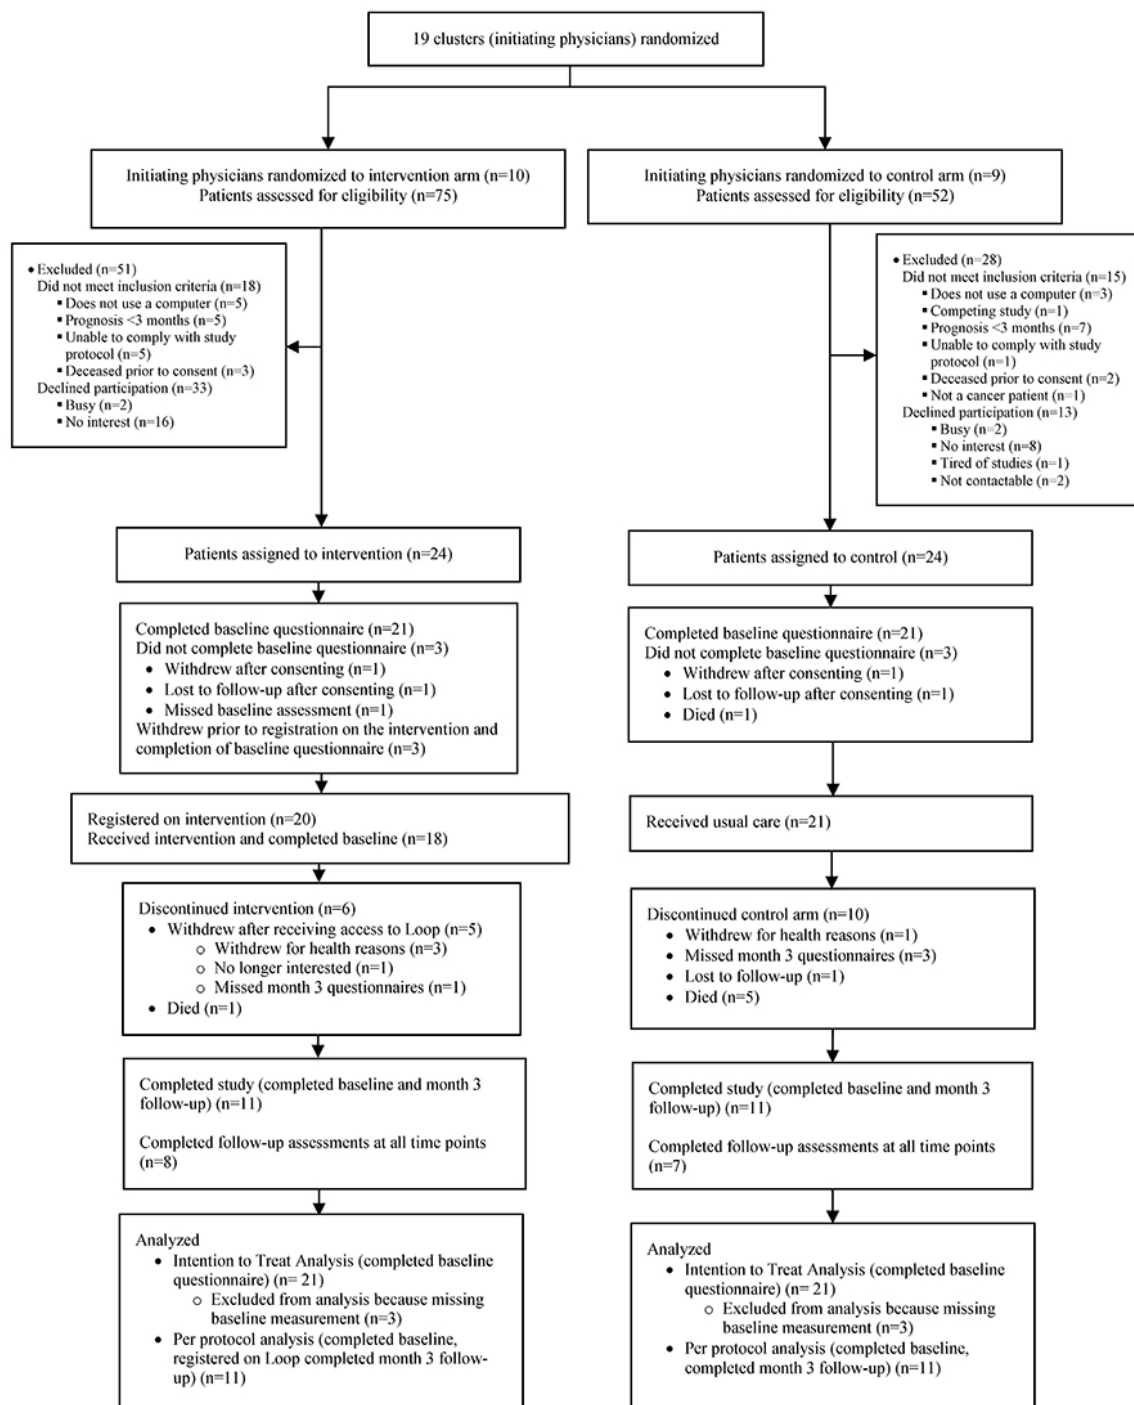 19 clusters (initiating physicians) randomized
Initiating physicians randomized to intervention arm (n=10)
Patients assessed for eligibility (n=75)
Initiating physicians randomized to control arm (n=9)
Patients assessed for eligibility (n=52)
• Excluded (n=51)
Did not meet inclusion criteria (n=18)
▪ Does not use a computer (n=5)
▪ Prognosis <3 months (n=5)
▪ Unable to comply with study
protocol (n=5)
▪ Deceased prior to consent (n=3)
Declined participation (n=33)
▪ Busy (n=2)
▪ No interest (n=16)
• Excluded (n=28)
Did not meet inclusion criteria (n=15)
▪ Does not use a computer (n=3)
▪ Competing study (n=1)
▪ Prognosis <3 months (n=7)
▪ Unable to comply with study
protocol (n=1)
▪ Deceased prior to consent (n=2)
▪ Not a cancer patient (n=1)
Declined participation (n=13)
▪ Busy (n=2)
▪ No interest (n=8)
▪ Tired of studies (n=1)
▪ Not contactable (n=2)
Patients assigned to intervention (n=24)
Patients assigned to control (n=24)
Completed baseline questionnaire (n=21)
Did not complete baseline questionnaire (n=3)
• Withdrew after consenting (n=1)
• Lost to follow-up after consenting (n=1)
• Missed baseline assessment (n=1)
Withdrew prior to registration on the intervention and
completion of baseline questionnaire (n=3)
Completed baseline questionnaire (n=21)
Did not complete baseline questionnaire (n=3)
• Withdrew after consenting (n=1)
• Lost to follow-up after consenting (n=1)
• Died (n=1)
Registered on intervention (n=20)
Received intervention and completed baseline (n=18)
Received usual care (n=21)
Discontinued intervention (n=6)
• Withdrew after receiving access to Loop (n=5)
o Withdrew for health reasons (n=3)
o No longer interested (n=1)
o Missed month 3 questionnaires (n=1)
• Died (n=1)
Discontinued control arm (n=10)
• Withdrew for health reasons (n=1)
• Missed month 3 questionnaires (n=3)
• Lost to follow-up (n=1)
• Died (n=5)
Completed study (completed baseline and month 3
follow-up) (n=11)
Completed follow-up assessments at all time points
(n=8)
Completed study (completed baseline and month 3
follow-up) (n=11)
Completed follow-up assessments at all time points
(n=7)
Analyzed
• Intention to Treat Analysis (completed baseline
questionnaire) (n= 21)
o Excluded from analysis because missing
baseline measurement (n=3)
• Per protocol analysis (completed baseline,
registered on Loop completed month 3 follow-
up) (n=11)
Analyzed
• Intention to Treat Analysis (completed baseline
questionnaire) (n= 21)
o Excluded from analysis because missing
baseline measurement (n=3)
• Per protocol analysis (completed baseline,
completed month 3 follow-up) (n=11)